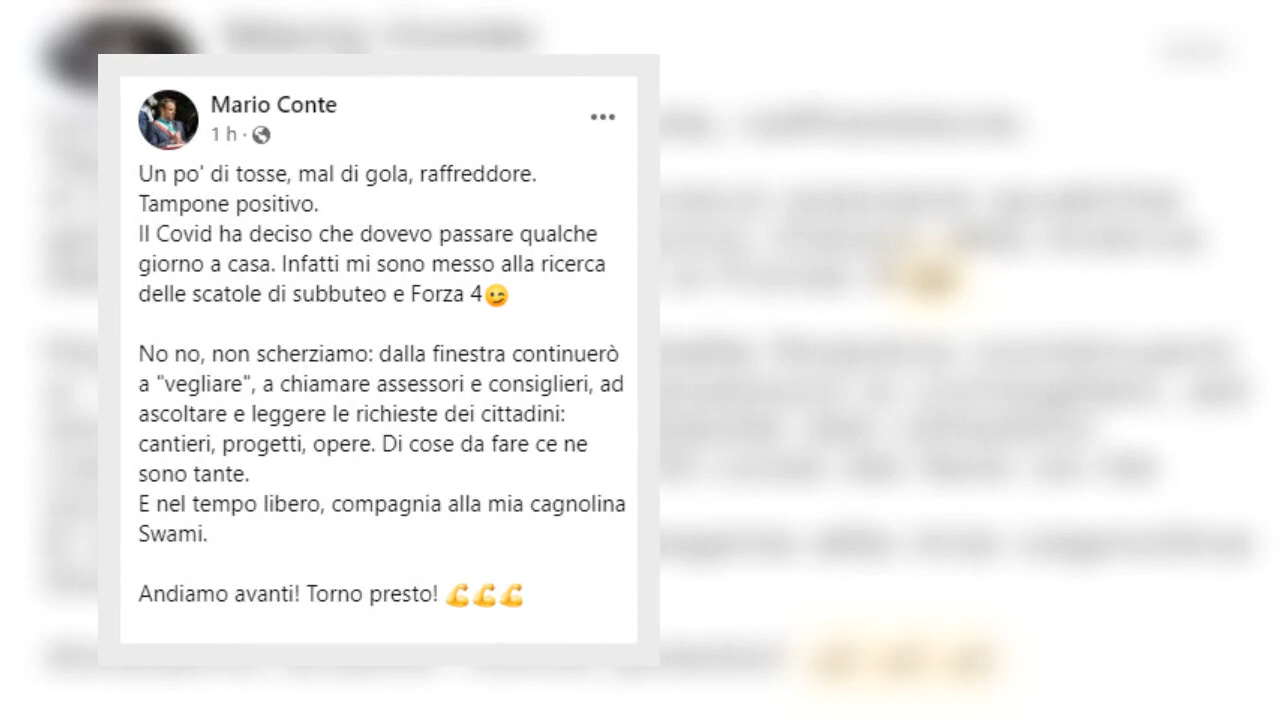 Mario Conte
1 h ·
Un po' di tosse, mal di gola, raffreddore.
Tampone positivo.
Il Covid ha deciso che dovevo passare qualche
giorno a casa. Infatti mi sono messo alla ricerca
delle scatole di subbuteo e Forza 4😉
No no, non scherziamo: dalla finestra continuerò
a "vegliare", a chiamare assessori e consiglieri, ad
ascoltare e leggere le richieste dei cittadini:
cantieri, progetti, opere. Di cose da fare ce ne
sono tante.
E nel tempo libero, compagnia alla mia cagnolina
Swami.
Andiamo avanti! Torno presto! 💪💪💪